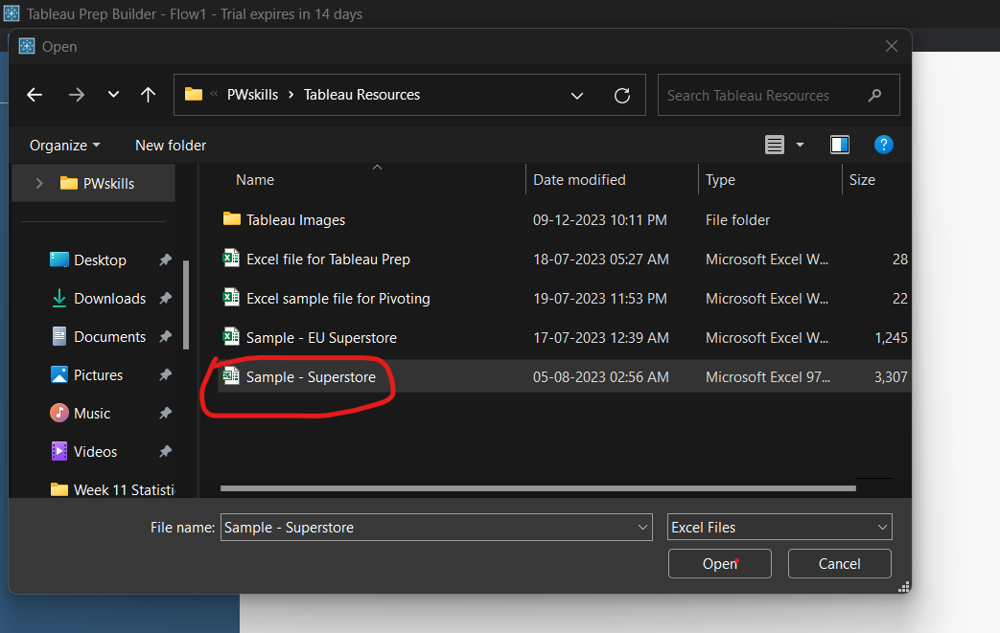 Tableau Prep Builder - Flow1 - Trial expires in 14 days
Open
« PWskills > Tableau Resources
Search Tableau Resources
Organize
New folder
?
PWskills
Name Date modified Type Size
Tableau Images 09-12-2023 10:11 PM File folder
Excel file for Tableau Prep 18-07-2023 05:27 AM Microsoft Excel W... 28
Excel sample file for Pivoting 19-07-2023 11:53 PM Microsoft Excel W... 22
Sample - EU Superstore 17-07-2023 12:39 AM Microsoft Excel W... 1,245
Sample - Superstore 05-08-2023 02:56 AM Microsoft Excel 97... 3,307
Desktop
Downloads
Documents
Pictures
Music
Videos
Week 11 Statisti
File name: Sample - Superstore
Excel Files
Open
Cancel